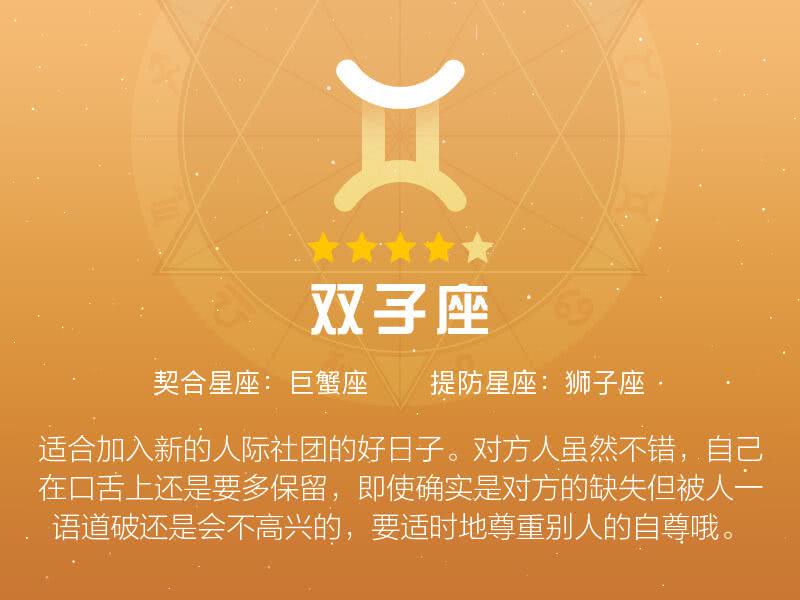 双子座
契合星座：巨蟹座 提防星座：狮子座
适合加入新的人际社团的好日子。对方人虽然不错，自己
在口舌上还是要多保留，即使确实是对方的缺失但被人一
语道破还是会不高兴的，要适时地尊重别人的自尊哦。